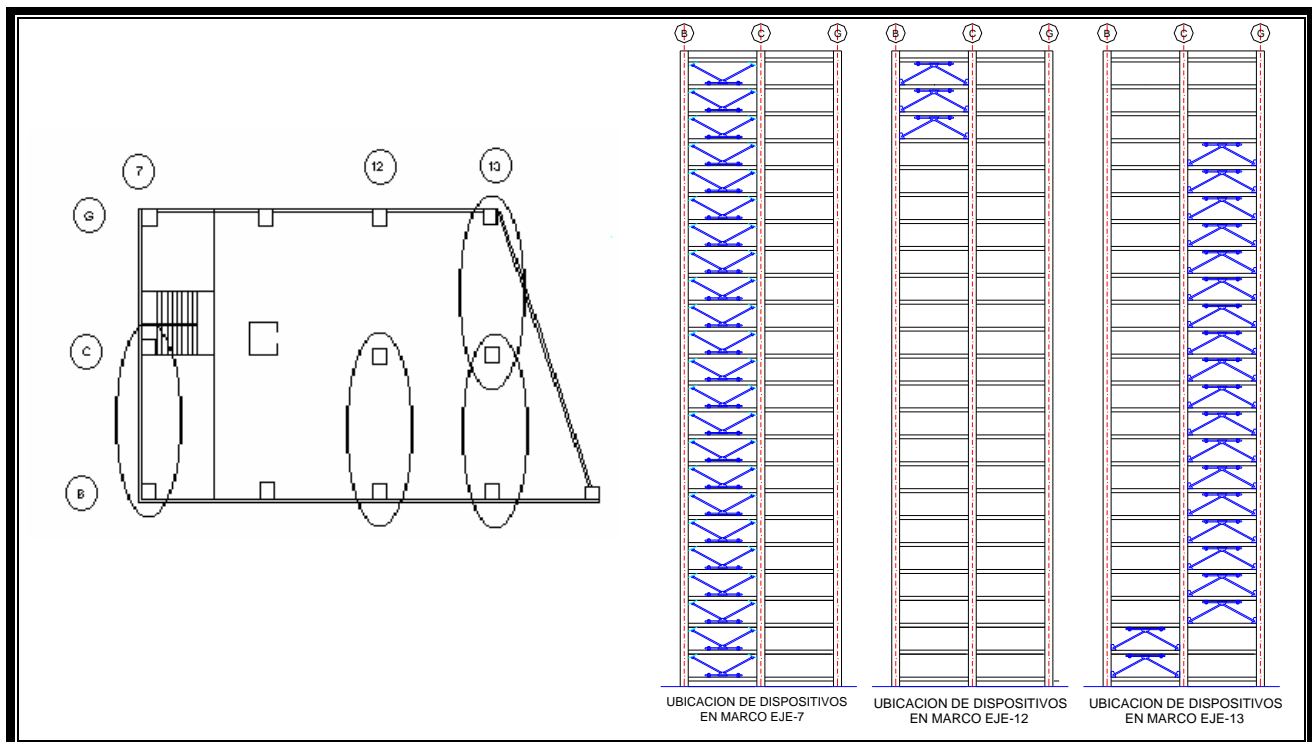 7
12
13
G
C
B
B
C
G
B
C
G
B
C
G
UBICACION DE DISPOSITIVOS
EN MARCO EJE-7
UBICACION DE DISPOSITIVOS
EN MARCO EJE-12
UBICACION DE DISPOSITIVOS
EN MARCO EJE-13